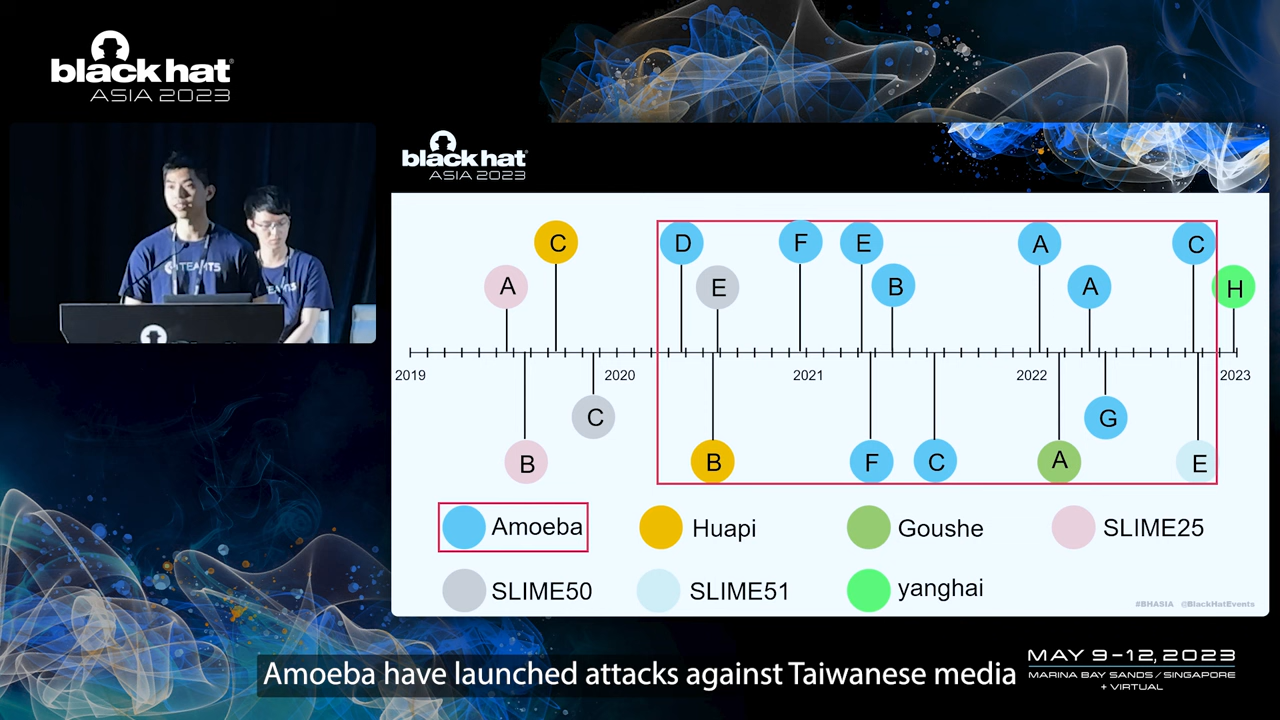 black hat
ASIA 2023
black hat
ASIA 2023
TEAMT5
C
D
F
E
A
C
A
E
B
A
H
2019
2020
2021
2022
2023
C
G
B
B
F
C
A
E
Amoeba
Huapi
Goushe
SLIME25
SLIME50
SLIME51
yanghai
#BHASIA @BlackHatEvents
Amoeba have launched attacks against Taiwanese media
MAY 9-12, 2023
MARINA BAY SANDS / SINGAPORE
+ VIRTUAL